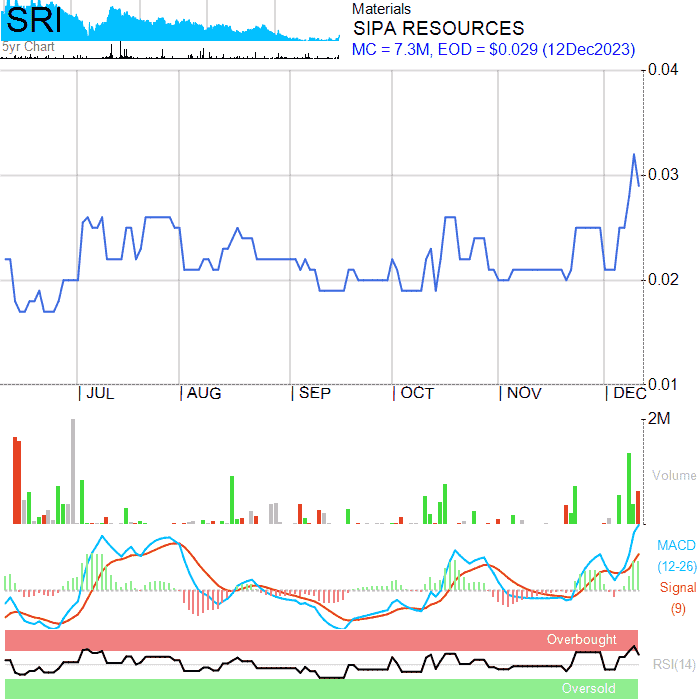 SRI
5yr Chart
Materials
SIPA RESOURCES
MC = 7.3M, EOD = $0.029 (12Dec2023)
0.04
0.03
0.02
0.01
JUL
AUG
SEP
OCT
NOV
DEC
2M
Volume
MACD
(12-26)
Signal
(9)
Overbought
RSI(14)
Oversold